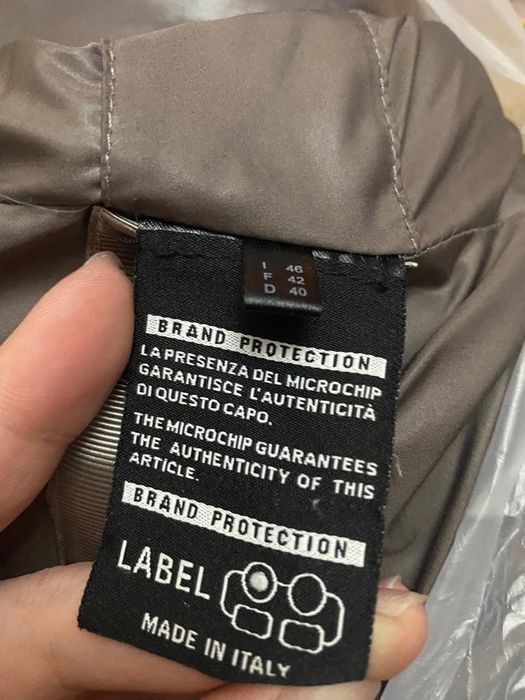 I 46
F 42
D 40
BRAND PROTECTION
LA PRESENZA DEL MICROCHIP
GARANTISCE L'AUTENTICITÀ
DI QUESTO CAPO.
THE MICROCHIP GUARANTEES
THE AUTHENTICITY OF THIS
ARTICLE.
BRAND PROTECTION
LABEL
MADE IN ITALY